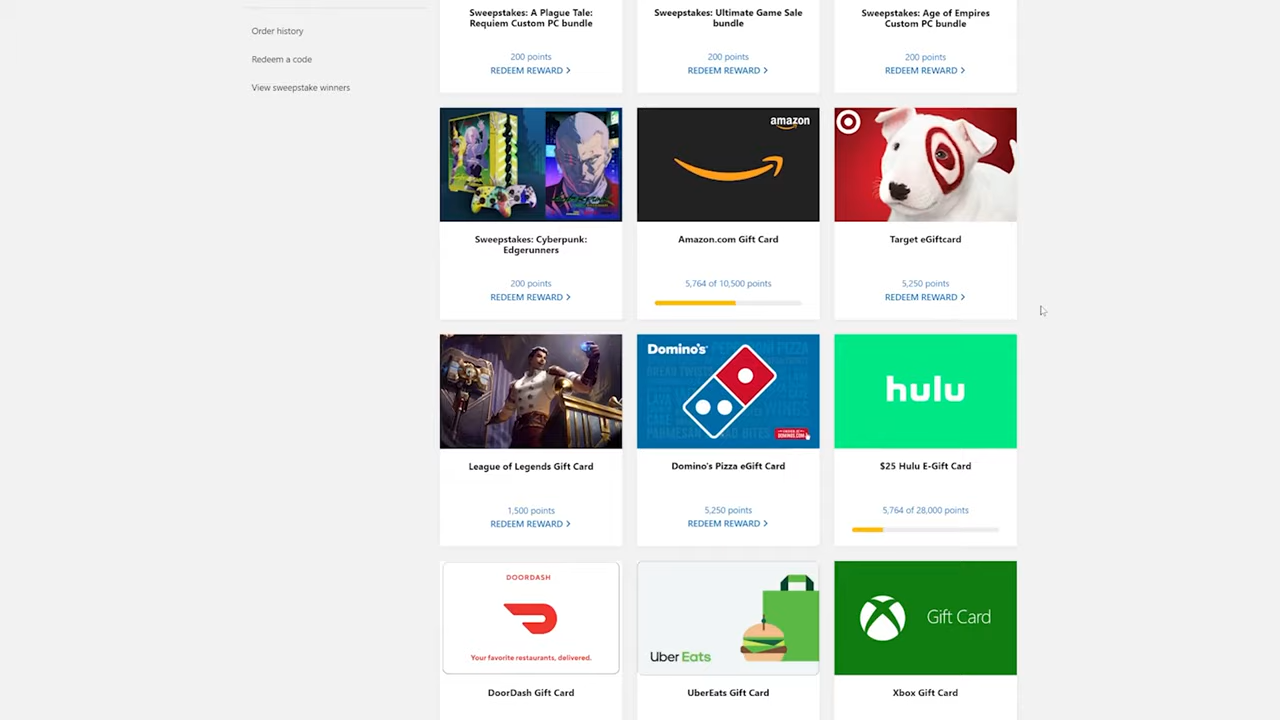 Order history
Redeem a code
View sweepstake winners
Sweepstakes: A Plague Tale:
Requiem Custom PC bundle
200 points
REDEEM REWARD >
Sweepstakes: Ultimate Game Sale
bundle
200 points
REDEEM REWARD >
Sweepstakes: Age of Empires
Custom PC bundle
200 points
REDEEM REWARD >
Sweepstakes: Cyberpunk:
Edgerunners
200 points
REDEEM REWARD >
amazon
Amazon.com Gift Card
5,764 of 10,500 points
Target eGiftcard
5,250 points
REDEEM REWARD >
League of Legends Gift Card
1,500 points
REDEEM REWARD >
Domino's
Domino's Pizza eGift Card
5,250 points
REDEEM REWARD >
hulu
$25 Hulu E-Gift Card
5,764 of 28,000 points
DOORDASH
Your favorite restaurants, delivered.
DoorDash Gift Card
Uber Eats
UberEats Gift Card
Gift Card
Xbox Gift Card